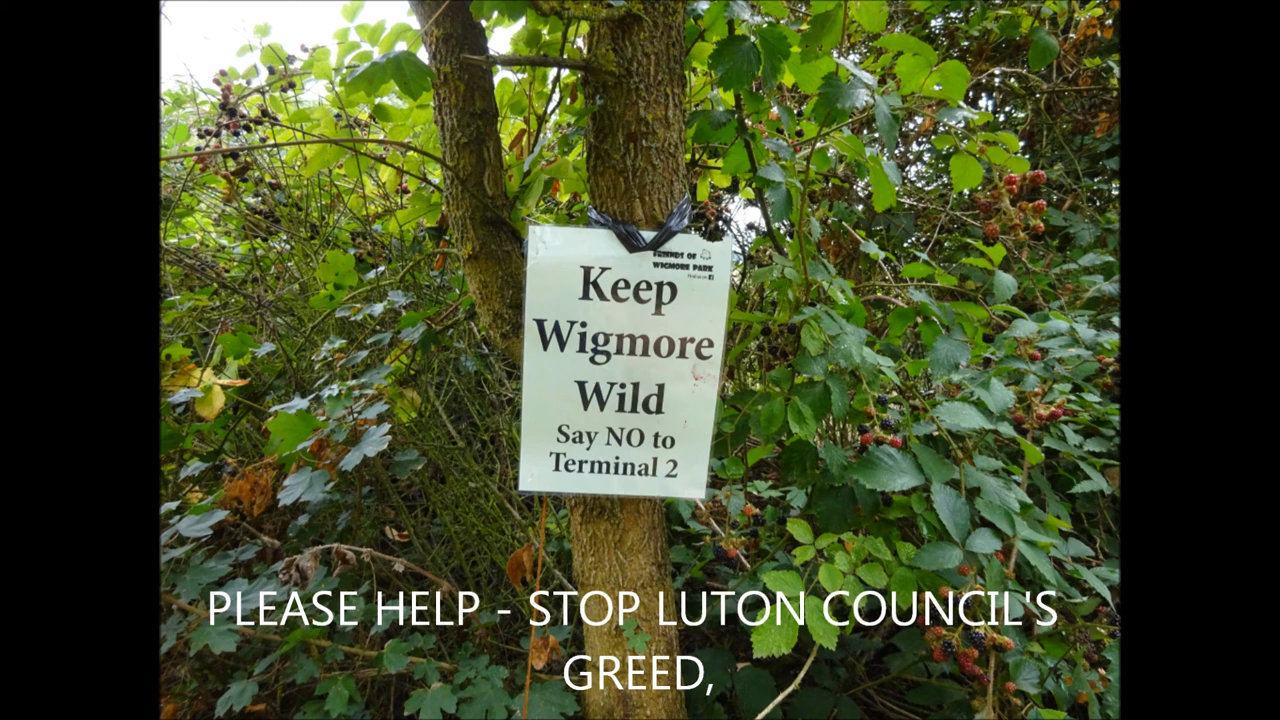 FRIENDS OF
WIGMORE PARK
Keep
Wigmore
Wild
Say NO to
Terminal 2
PLEASE HELP - STOP LUTON COUNCIL'S
GREED,